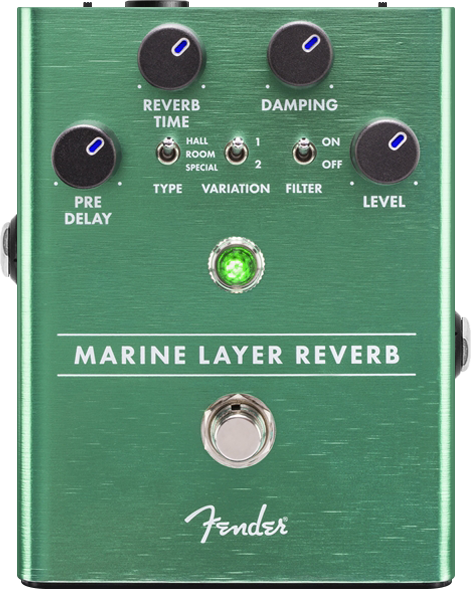 REVERB
TIME
DAMPING
PRE
DELAY
HALL
ROOM
SPECIAL
TYPE
1
2
VARIATION
ON
OFF
FILTER
LEVEL
MARINE LAYER REVERB
Fender